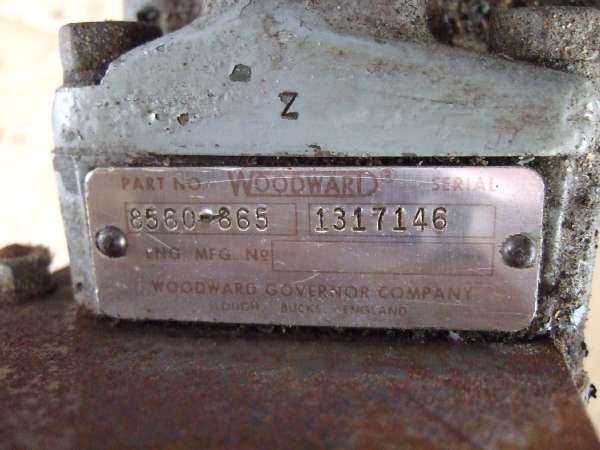 Z
PART NO. WOODWARD® SERIAL
8560-865 1317146
ENG. MFG. NO
WOODWARD GOVERNOR COMPANY
SLOUGH BUCKS. ENGLAND